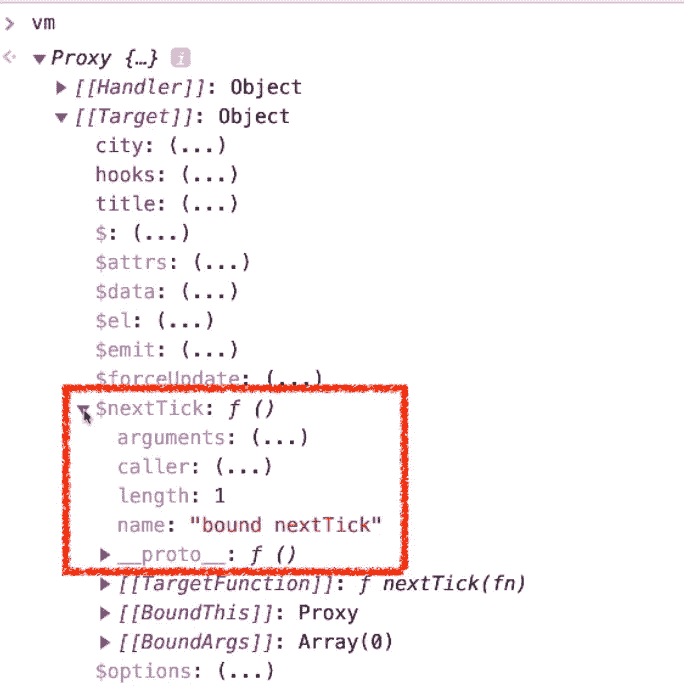 > vm
Proxy {…} i
[[Handler]]: Object
[[Target]]: Object
city: (...)
hooks: (...)
title: (...)
$: (...)
$attrs: (...)
$data: (...)
$el: (...)
$emit: (...)
$forceUpdate: (...)
$nextTick: ƒ ()
arguments: (...)
caller: (...)
length: 1
name: "bound nextTick"
__proto__: ƒ ()
[[TargetFunction]]: ƒ nextTick(fn)
[[BoundThis]]: Proxy
[[BoundArgs]]: Array(0)
$options: (...)